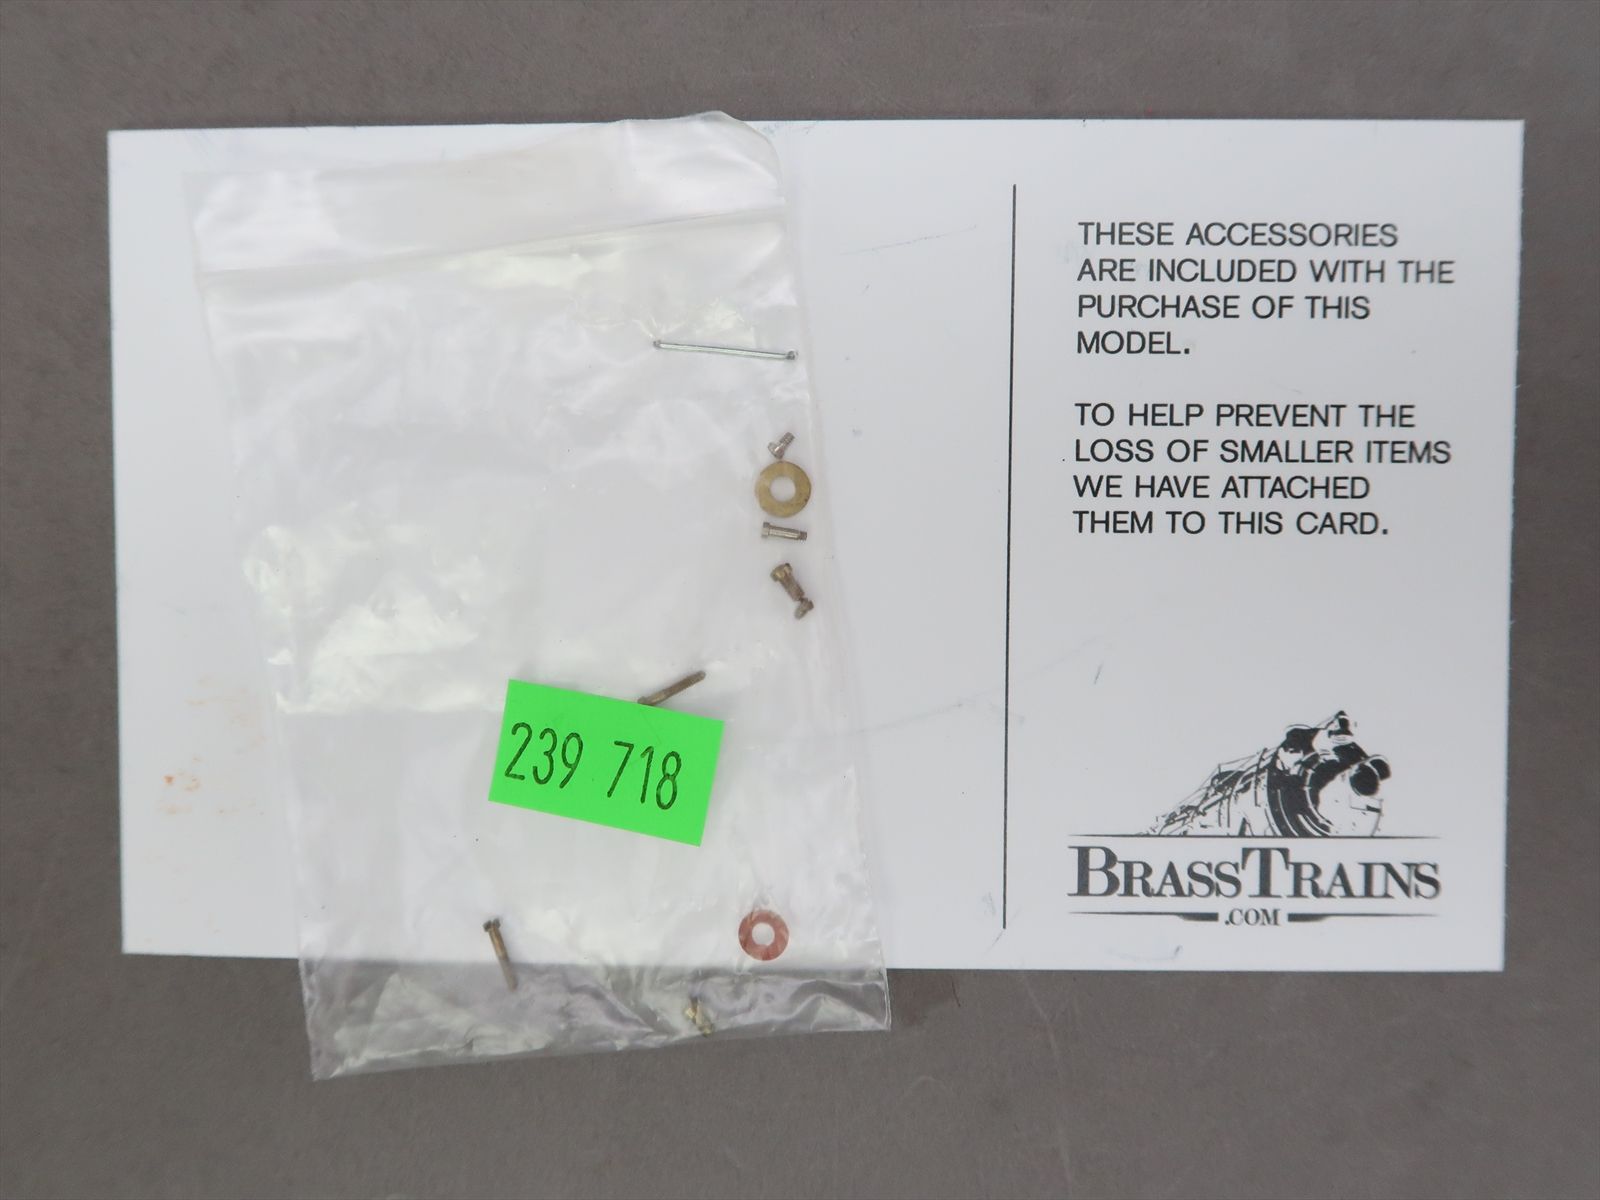 THESE ACCESSORIES
ARE INCLUDED WITH THE
PURCHASE OF THIS
MODEL.
TO HELP PREVENT THE
LOSS OF SMALLER ITEMS
WE HAVE ATTACHED
THEM TO THIS CARD.
239 718
BRASSTRAINS
.COM